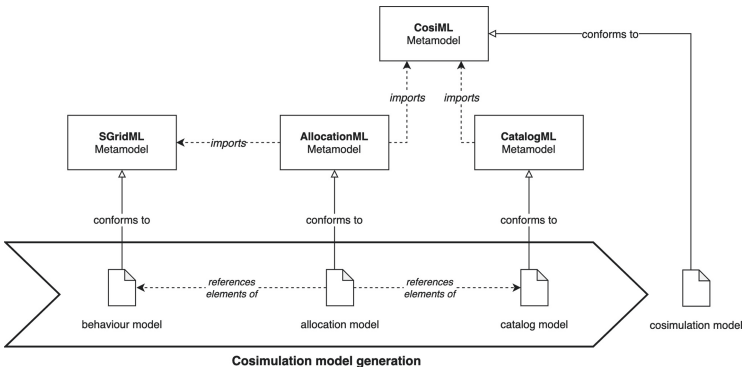 CosiML
Metamodel
conforms to
imports
imports
SGridML
Metamodel
imports
AllocationML
Metamodel
CatalogML
Metamodel
conforms to
conforms to
conforms to
references
elements of
references
elements of
behaviour model
allocation model
catalog model
cosimulation model
Cosimulation model generation